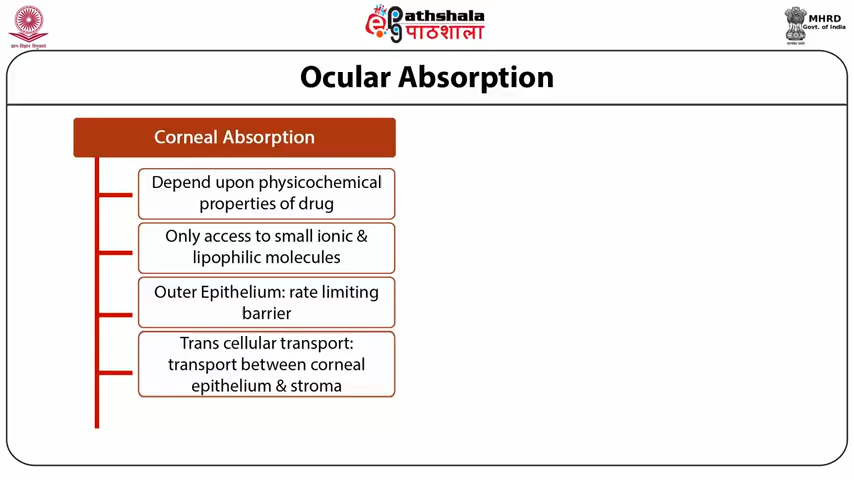 ePathshala
पाठशाला
MHRD
Govt. of India
Ocular Absorption
Corneal Absorption
Depend upon physicochemical
properties of drug
Only access to small ionic &
lipophilic molecules
Outer Epithelium: rate limiting
barrier
Trans cellular transport:
transport between corneal
epithelium & stroma